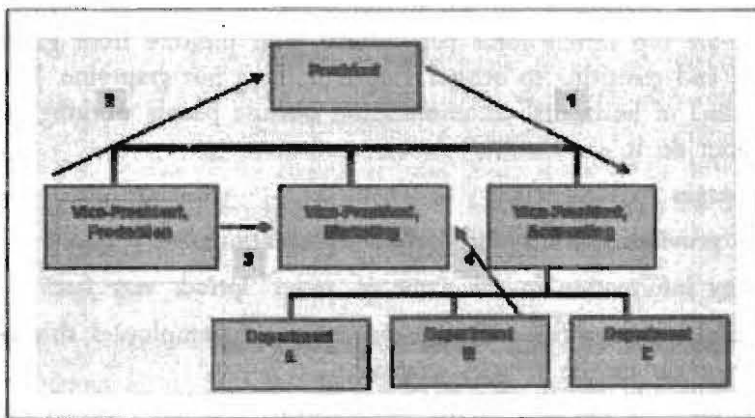 President
2
1
Vice-President,
Production
Vice-President,
Marketing
Vice-President,
Accounting
3
4
Department
A
Department
B
Department
C